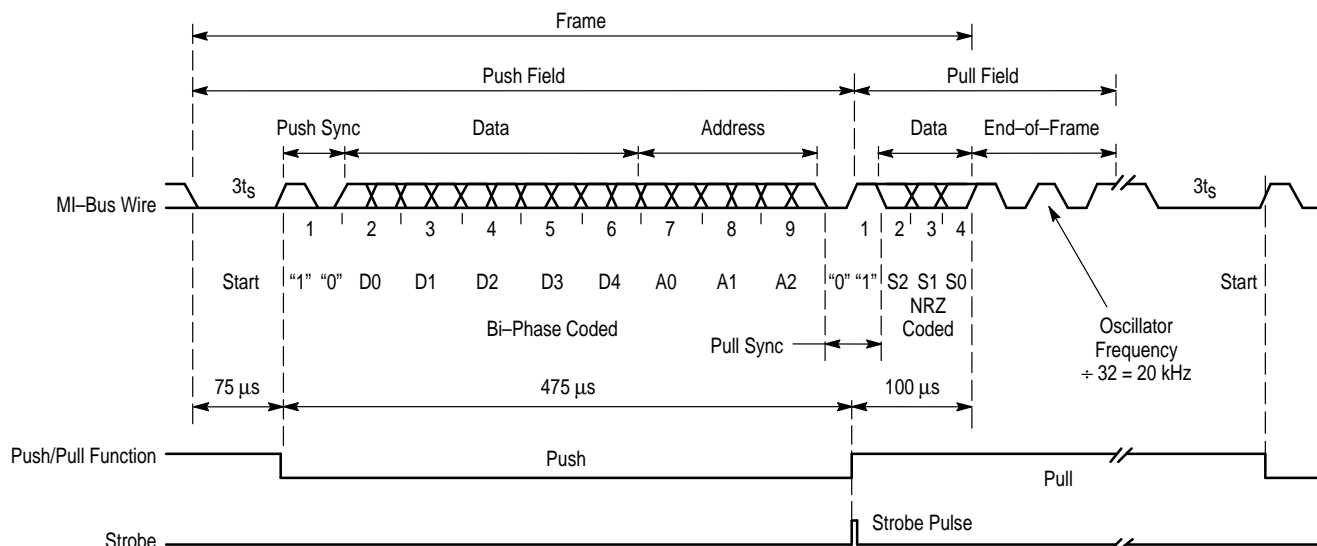 Frame
Push Field
Pull Field
Push Sync
Data
Address
Data
End–of–Frame
MI–Bus Wire
3ts
3ts
1 2 3 4 5 6 7 8 9 1 2 3 4
Start “1” “0” D0 D1 D2 D3 D4 A0 A1 A2 “0” “1” S2 S1 S0 Start
Bi–Phase Coded
NRZ
Coded
Pull Sync
Oscillator
Frequency
÷ 32 = 20 kHz
75 μs
475 μs
100 μs
Push/Pull Function
Push
Pull
Strobe Pulse
Strobe